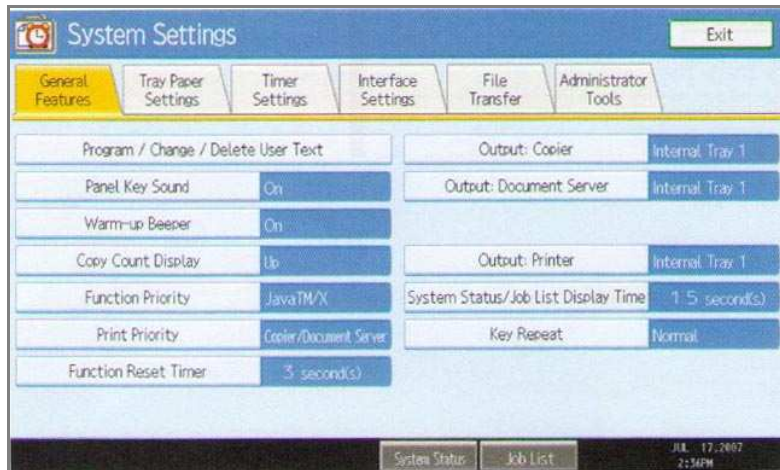 System Settings
Exit
General Features
Tray Paper Settings
Timer Settings
Interface Settings
File Transfer
Administrator Tools
Program / Change / Delete User Text
Panel Key Sound On
Warm-up Beeper On
Copy Count Display Up
Function Priority JavaTM/X
Print Priority Copier/Document Server
Function Reset Timer 3 second(s)
Output: Copier Internal Tray 1
Output: Document Server Internal Tray 1
Output: Printer Internal Tray 1
System Status/Job List Display Time 15 second(s)
Key Repeat Normal
System Status
Job List
JUL 17,2007
2:36PM